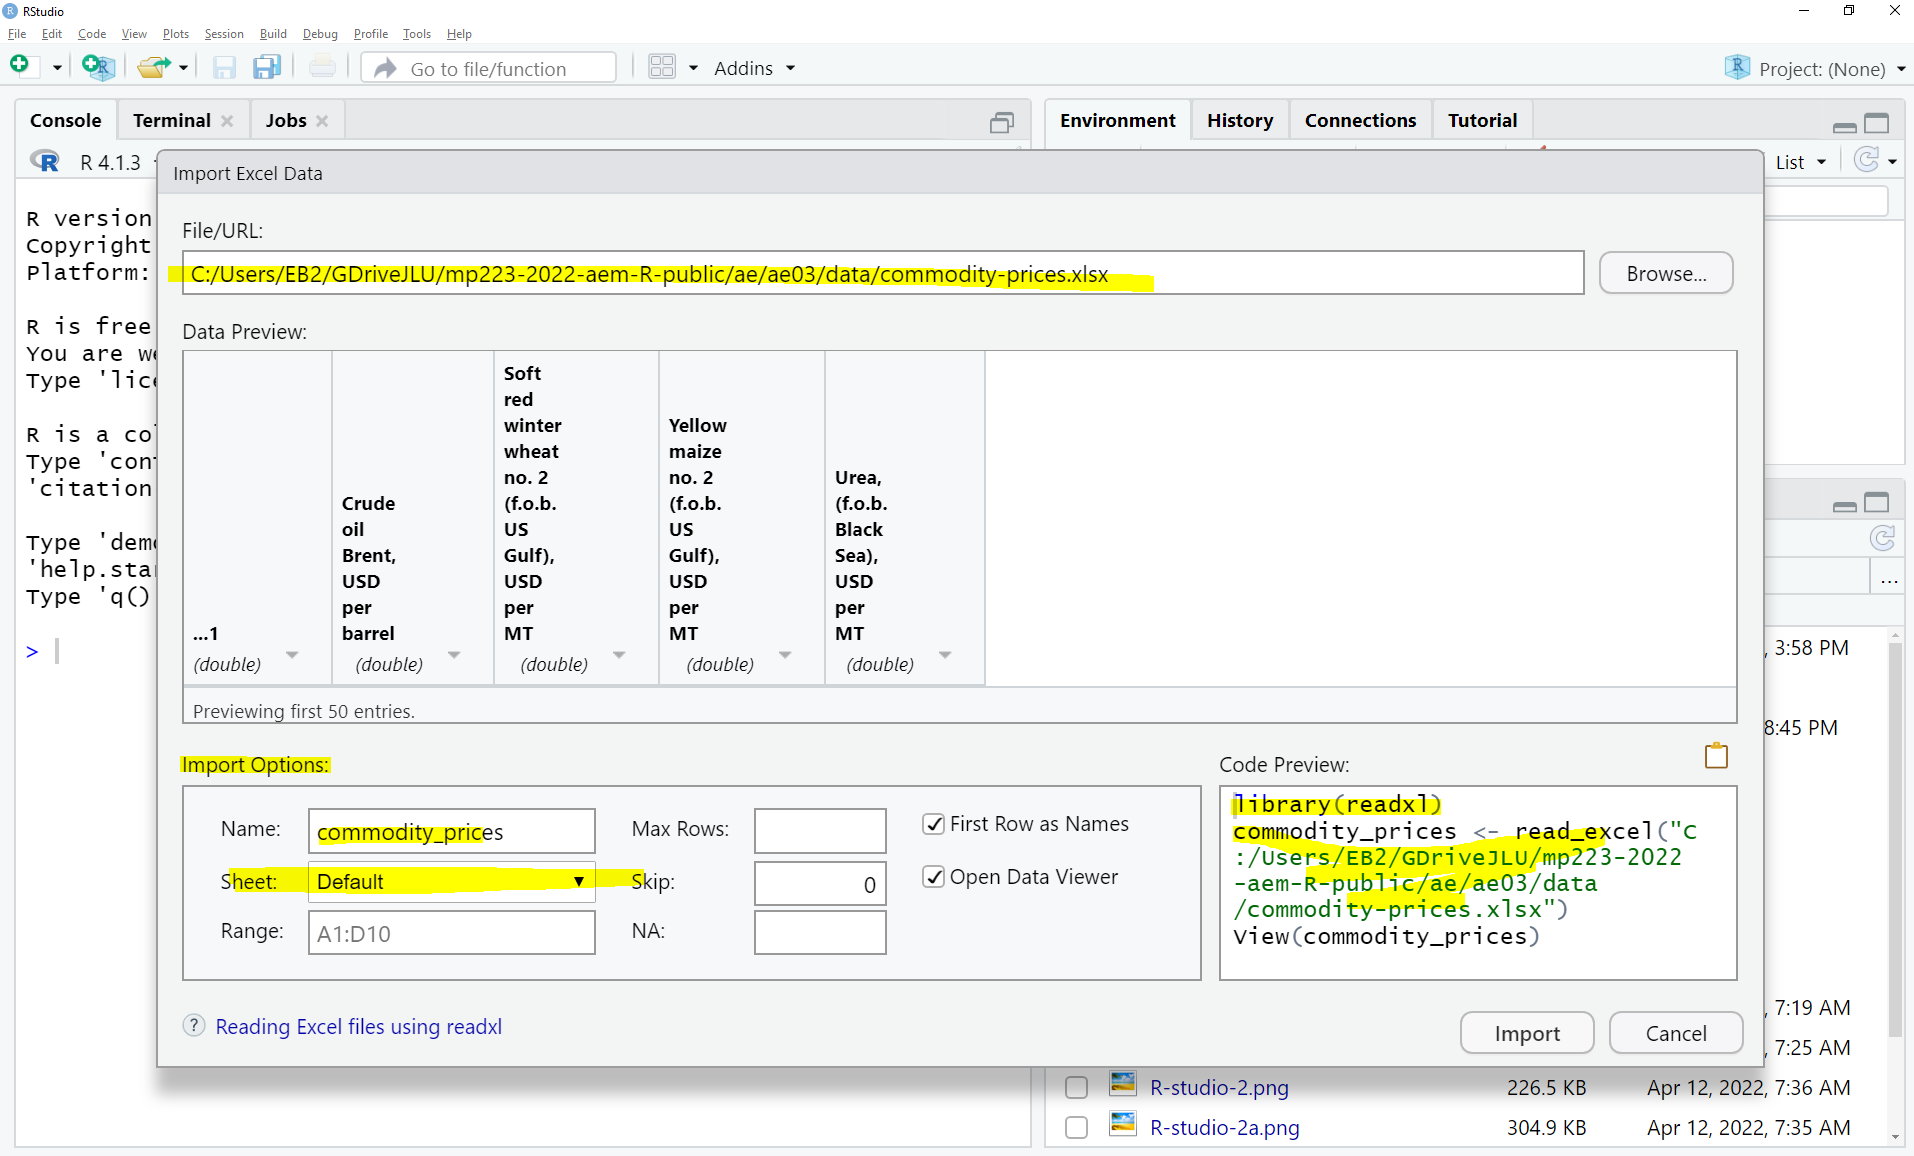 RStudio
File Edit Code View Plots Session Build Debug Profile Tools Help
Go to file/function
Addins
Project: (None)
Console Terminal Jobs
Environment History Connections Tutorial
R 4.1.3
List
Import Excel Data
R version
Copyright
Platform:
R is free
You are
Type
R is a
Type
'citation
Type
Type 'q()
>
File/URL:
C:/Users/EB2/GDriveJLU/mp223-2022-aem-R-public/ae/ae03/data/commodity-prices.xlsx
Browse...
Data Preview:
...1
(double)
Crude
oil
Brent,
USD
per
barrel
(double)
Soft
red
winter
wheat
no. 2
(f.o.b.
US
Gulf),
USD
per
MT
(double)
Yellow
maize
no. 2
(f.o.b.
US
Gulf),
USD
per
MT
(double)
Urea,
(f.o.b.
Black
Sea),
USD
per
MT
(double)
Previewing first 50 entries.
Import Options:
Name: commodity_prices
Sheet: Default
Range: A1:D10
Max Rows:
Skip: 0
NA:
First Row as Names
Open Data Viewer
Code Preview:
library(readxl)
commodity_prices <- read_excel("C
:/Users/EB2/GDriveJLU/mp223-2022
-aem-R-public/ae/ae03/data
/commodity-prices.xlsx")
View(commodity_prices)
? Reading Excel files using readxl
Import
Cancel
...
, 3:58 PM
8:45 PM
, 7:19 AM
, 7:25 AM
R-studio-2.png 226.5 KB Apr 12, 2022, 7:36 AM
R-studio-2a.png 304.9 KB Apr 12, 2022, 7:35 AM